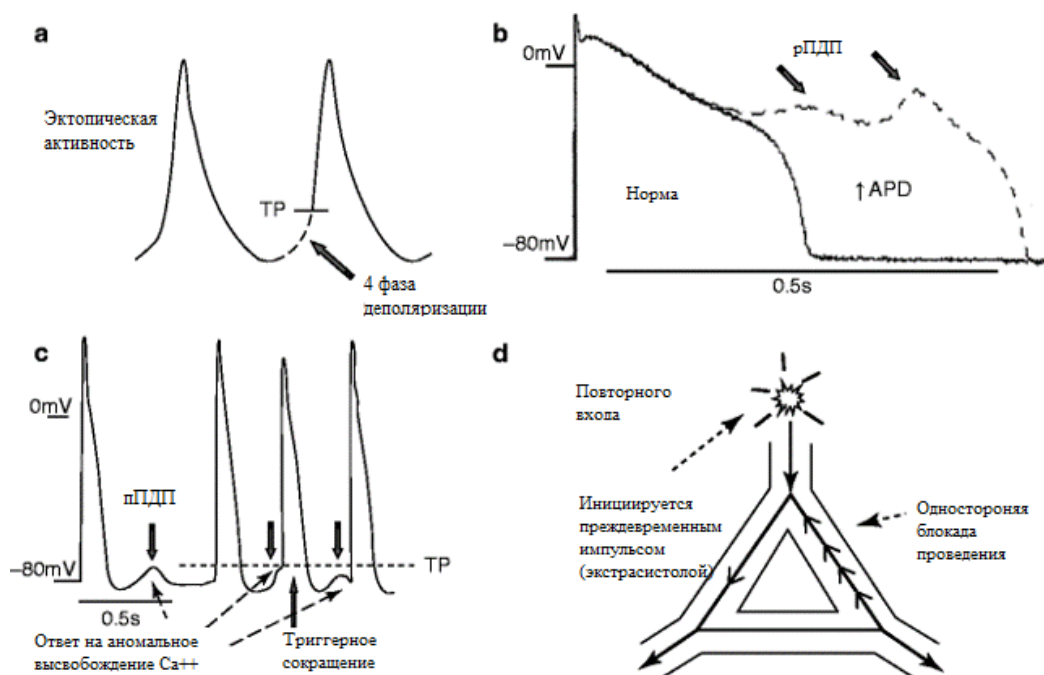 a
Эктопическая
активность
TP
4 фаза
деполяризации
b
0mV
рПДП
Норма
↑APD
−80mV
0.5s
c
0mV
пПДП
−80mV
TP
0.5s
Ответ на аномальное
высвобождение Ca++
Триггерное
сокращение
d
Повторного
входа
Инициируется
преждевременным
импульсом
(экстрасистолой)
Односторояя
блокада
проведения